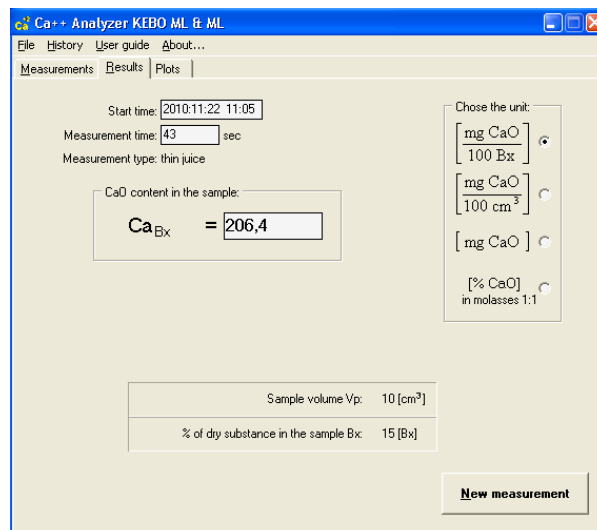 Ca++ Analyzer KEBO ML & ML
File History User guide About...
Measurements Results Plots
Start time: 2010:11:22 11:05
Measurement time: 43 sec
Measurement type: thin juice
CaO content in the sample:
Ca_Bx = 206,4
Chose the unit:
[mg CaO / 100 Bx]
[mg CaO / 100 cm³]
[mg CaO]
[% CaO]
in molasses 1:1
Sample volume Vp: 10 [cm³]
% of dry substance in the sample Bx: 15 [Bx]
New measurement